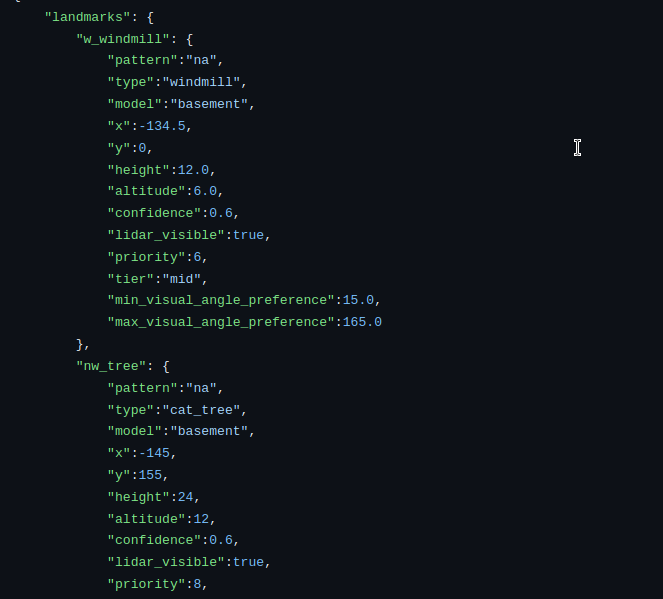 "landmarks": {
"w_windmill": {
"pattern":"na",
"type":"windmill",
"model":"basement",
"x":-134.5,
"y":0,
"height":12.0,
"altitude":6.0,
"confidence":0.6,
"lidar_visible":true,
"priority":6,
"tier":"mid",
"min_visual_angle_preference":15.0,
"max_visual_angle_preference":165.0
},
"nw_tree": {
"pattern":"na",
"type":"cat_tree",
"model":"basement",
"x":-145,
"y":155,
"height":24,
"altitude":12,
"confidence":0.6,
"lidar_visible":true,
"priority":8,